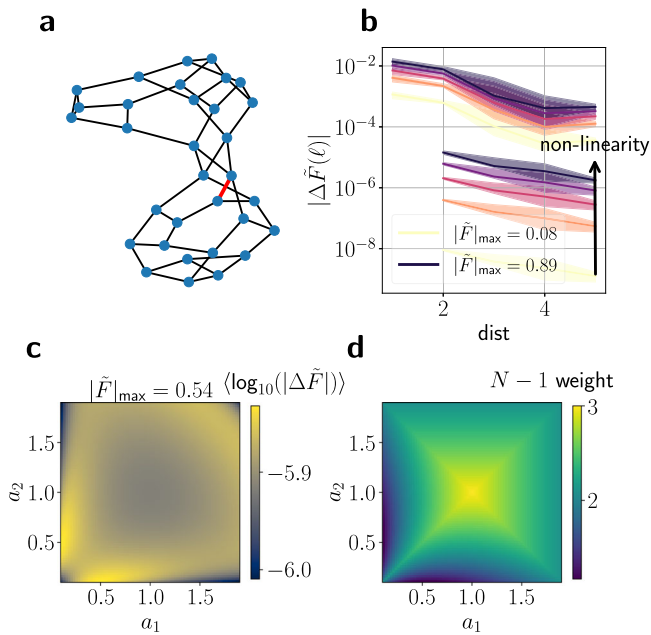 a
b
|ΔF̃(ℓ)|
10⁻²
10⁻⁴
10⁻⁶
10⁻⁸
non-linearity
|F̃|max = 0.08
|F̃|max = 0.89
2
4
dist
c
|F̃|max = 0.54
⟨log₁₀(|ΔF̃|)⟩
a₂
1.5
1.0
0.5
0.5
1.0
1.5
a₁
−5.9
−6.0
d
N − 1 weight
a₂
1.5
1.0
0.5
0.5
1.0
1.5
a₁
3
2